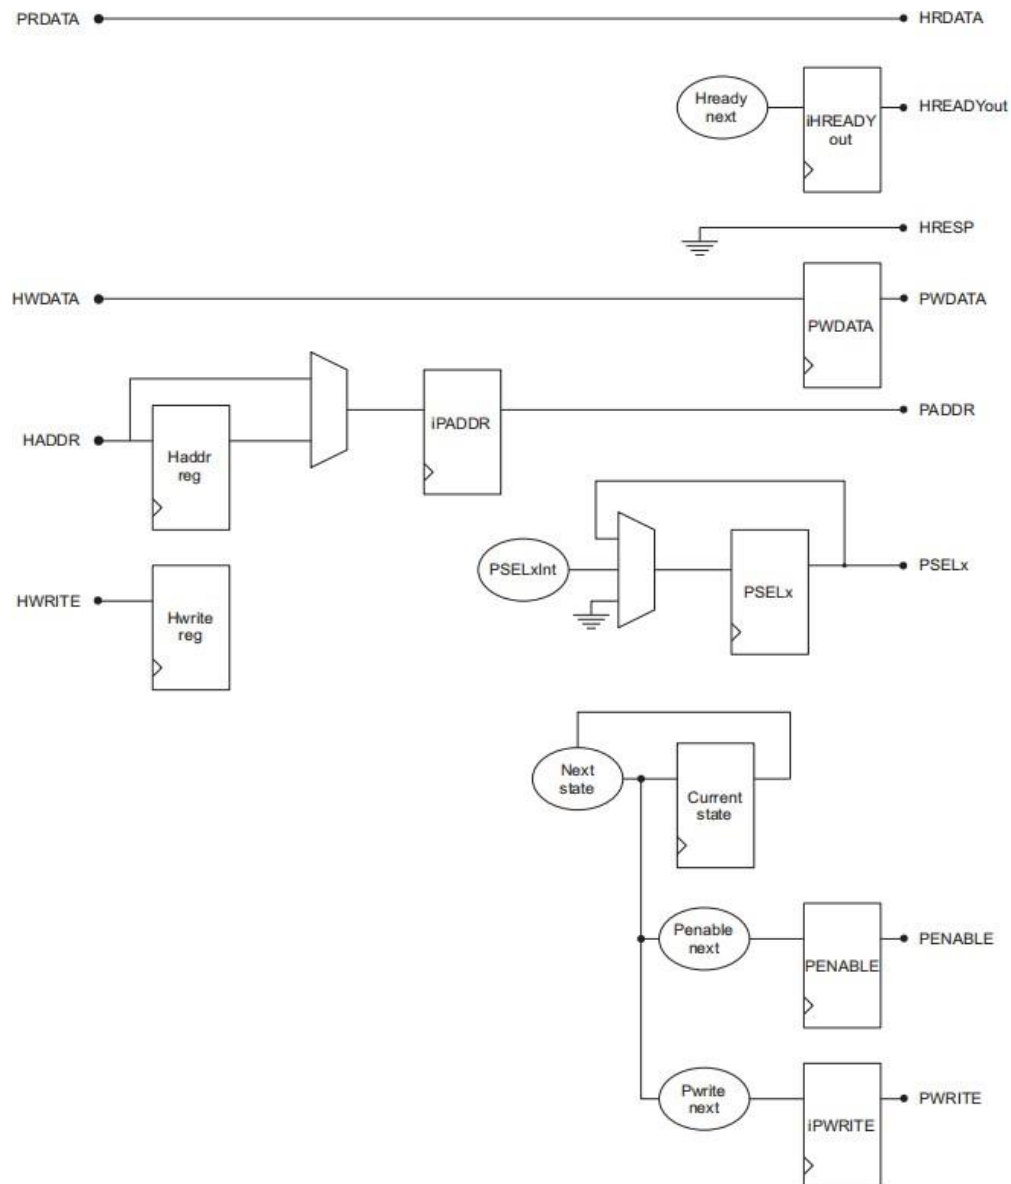 PRDATA
HRDATA
Hready
next
iHREADY
out
HREADYout
HRESP
HWDATA
PWDATA
PWDATA
HADDR
Haddr
reg
iPADDR
PADDR
PSELxInt
PSELx
PSELx
HWRITE
Hwrite
reg
Next
state
Current
state
Penable
next
PENABLE
PENABLE
Pwrite
next
iPWRITE
PWRITE